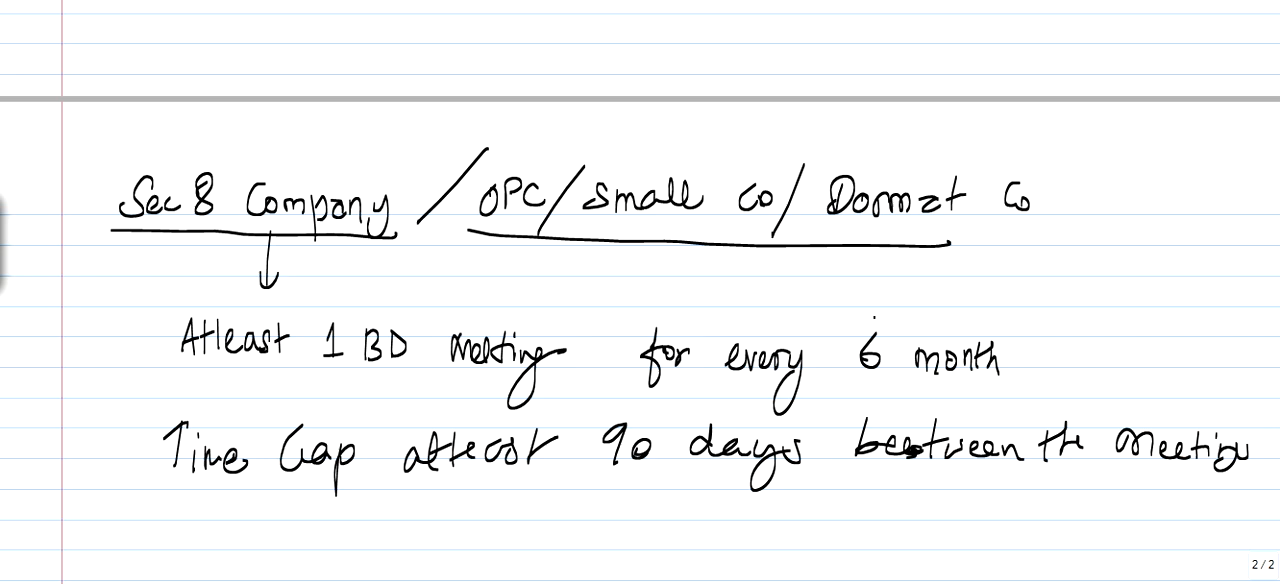 Sec 8 Company / OPC/ Small Co/ Dormat Co
Atleast 1 BD meeting for every 6 month
Time Gap atleast 90 days between the meeting
2 / 2